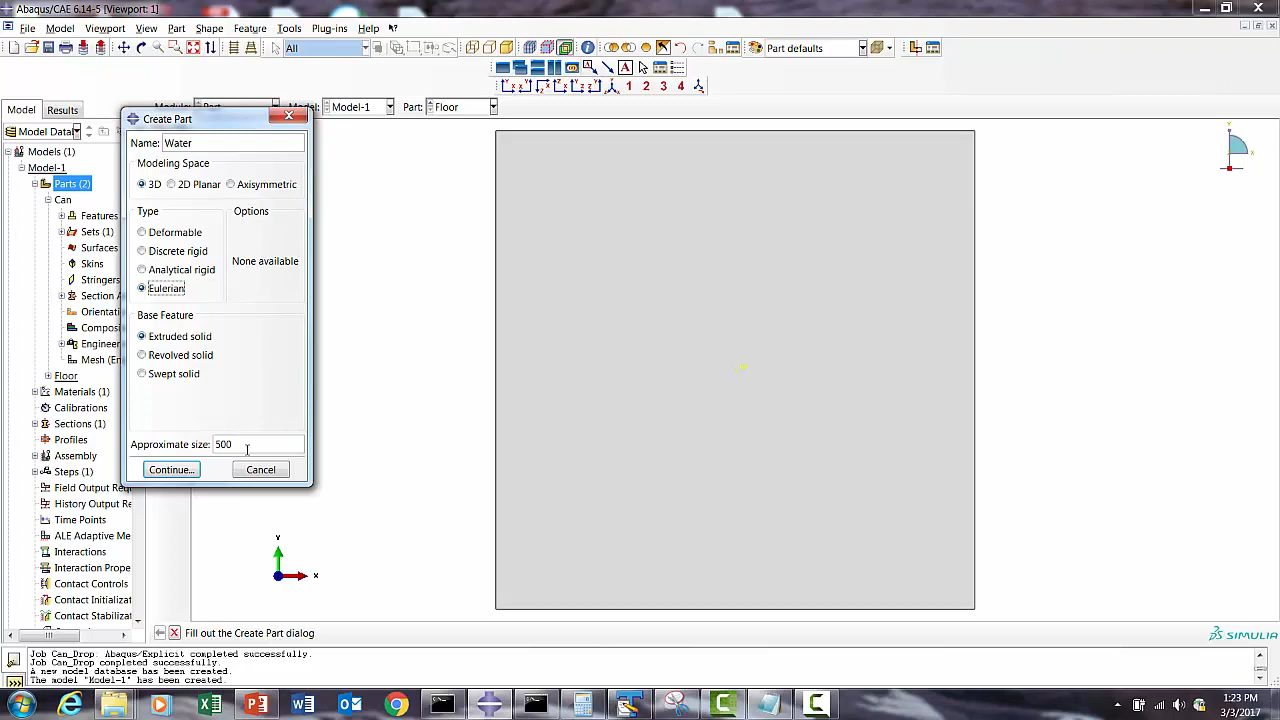 Abaqus/CAE 6.14-5 [Viewport: 1]
File Model Viewport View Part Shape Feature Tools Plug-ins Help
All
Part defaults
1 2 3 4
Model Results
Model-1 Part: Floor
Model Data
Models (1)
Model-1
Parts (2)
Can
Features
Sets (1)
Surfaces
Skins
Stringers
Section A
Orientati
Composi
Engineer
Mesh (En
Floor
Materials (1)
Calibrations
Sections (1)
Profiles
Assembly
Steps (1)
Field Output Req
History Output Re
Time Points
ALE Adaptive Me
Interactions
Interaction Prope
Contact Controls
Contact Initializat
Contact Stabilizat
Create Part
Name: Water
Modeling Space
3D 2D Planar Axisymmetric
Type Options
Deformable
Discrete rigid
None available
Analytical rigid
Eulerian
Base Feature
Extruded solid
Revolved solid
Swept solid
Approximate size: 500
Continue... Cancel
Y
X
Fill out the Create Part dialog
SIMULIA
Job Can_Drop: Abaqus/Explicit completed successfully.
Job Can_Drop completed successfully.
A new model database has been created.
The model "Model-1" has been created.
1:23 PM
3/3/2017